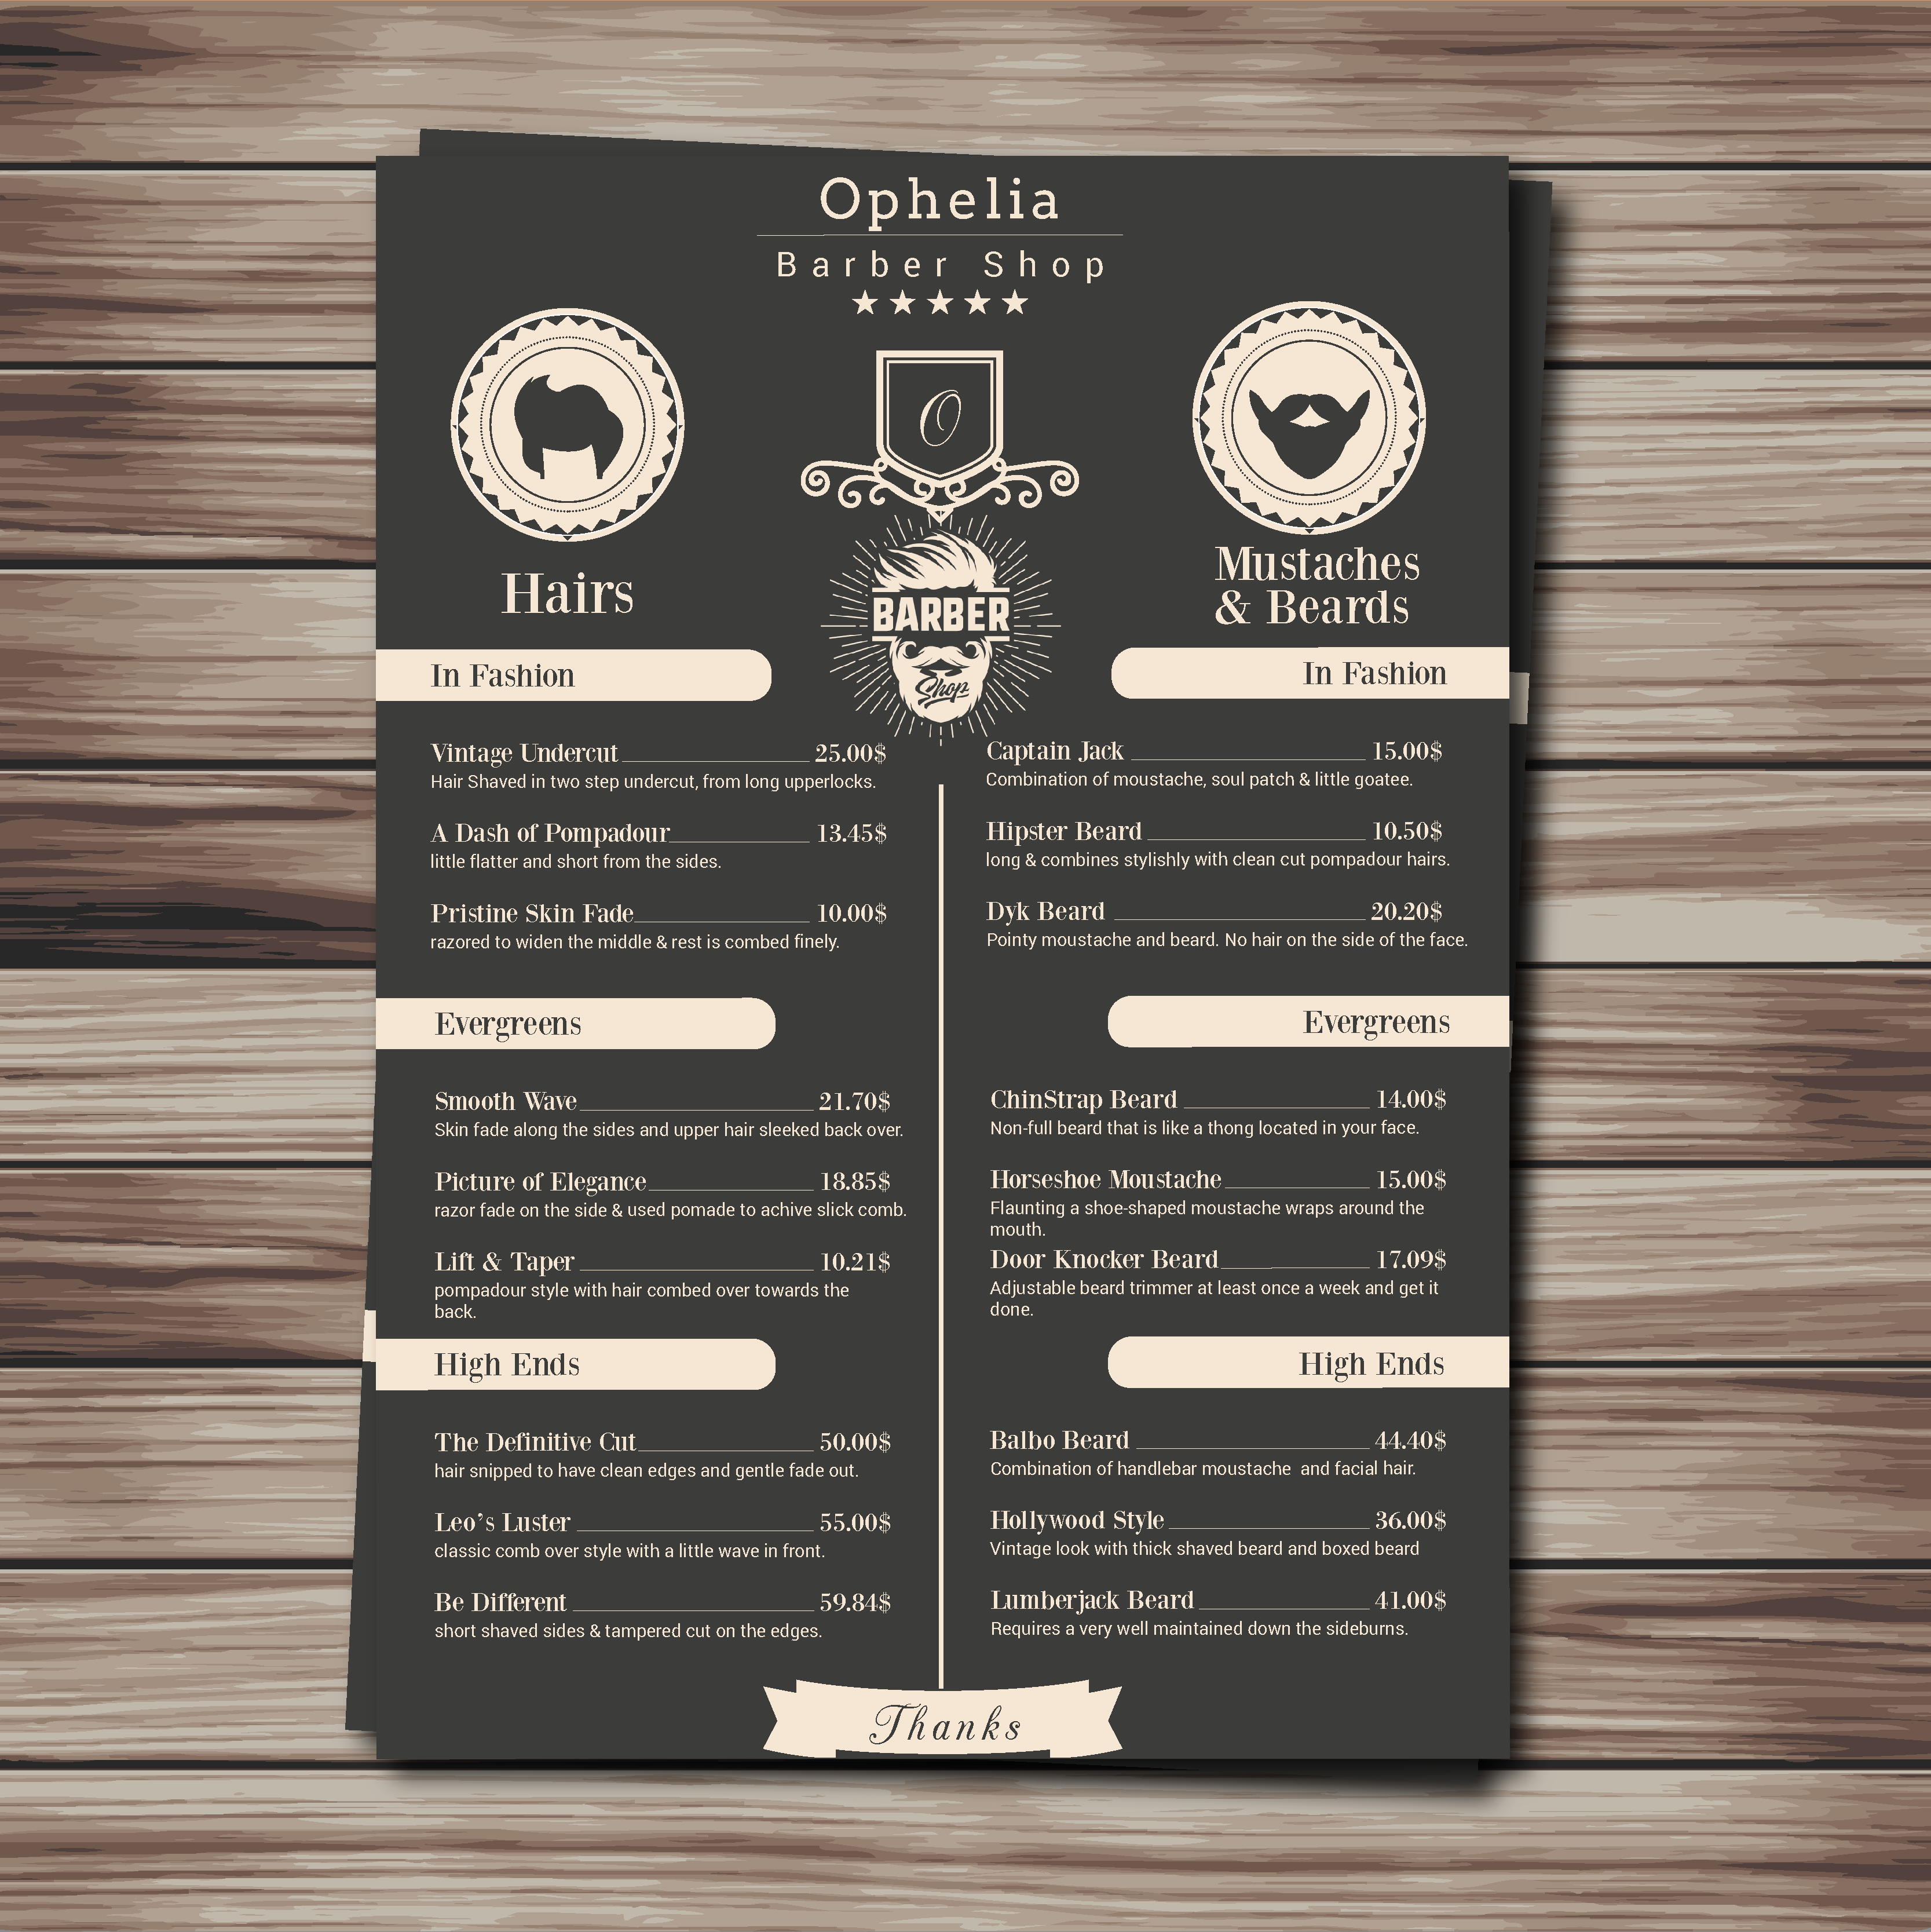 Ophelia
Barber Shop
O
BARBER
Shop
Hairs
In Fashion
Vintage Undercut 25.00$
Hair Shaved in two step undercut, from long upperlocks.
A Dash of Pompadour 13.45$
little flatter and short from the sides.
Pristine Skin Fade 10.00$
razored to widen the middle & rest is combed finely.
Evergreens
Smooth Wave 21.70$
Skin fade along the sides and upper hair sleeked back over.
Picture of Elegance 18.85$
razor fade on the side & used pomade to achive slick comb.
Lift & Taper 10.21$
pompadour style with hair combed over towards the
back.
High Ends
The Definitive Cut 50.00$
hair snipped to have clean edges and gentle fade out.
Leo's Luster 55.00$
classic comb over style with a little wave in front.
Be Different 59.84$
short shaved sides & tampered cut on the edges.
Mustaches
& Beards
In Fashion
Captain Jack 15.00$
Combination of moustache, soul patch & little goatee.
Hipster Beard 10.50$
long & combines stylishly with clean cut pompadour hairs.
Dyk Beard 20.20$
Pointy moustache and beard. No hair on the side of the face.
Evergreens
ChinStrap Beard 14.00$
Non-full beard that is like a thong located in your face.
Horseshoe Moustache 15.00$
Flaunting a shoe-shaped moustache wraps around the
mouth.
Door Knocker Beard 17.09$
Adjustable beard trimmer at least once a week and get it
done.
High Ends
Balbo Beard 44.40$
Combination of handlebar moustache and facial hair.
Hollywood Style 36.00$
Vintage look with thick shaved beard and boxed beard
Lumberjack Beard 41.00$
Requires a very well maintained down the sideburns.
Thanks